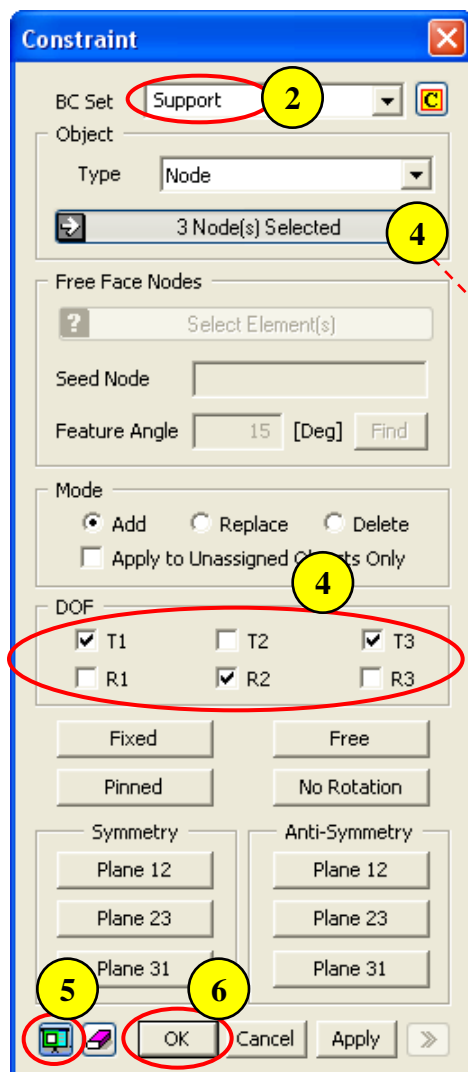 Constraint
BC Set Support 2 C
Object
Type Node
3 Node(s) Selected 4
Free Face Nodes
? Select Element(s)
Seed Node
Feature Angle 15 [Deg] Find
Mode
Add Replace Delete
Apply to Unassigned Objects Only
4
DOF
T1 T2 T3
R1 R2 R3
Fixed Free
Pinned No Rotation
Symmetry Anti-Symmetry
Plane 12 Plane 12
Plane 23 Plane 23
Plane 31 Plane 31
5 6
OK Cancel Apply >>